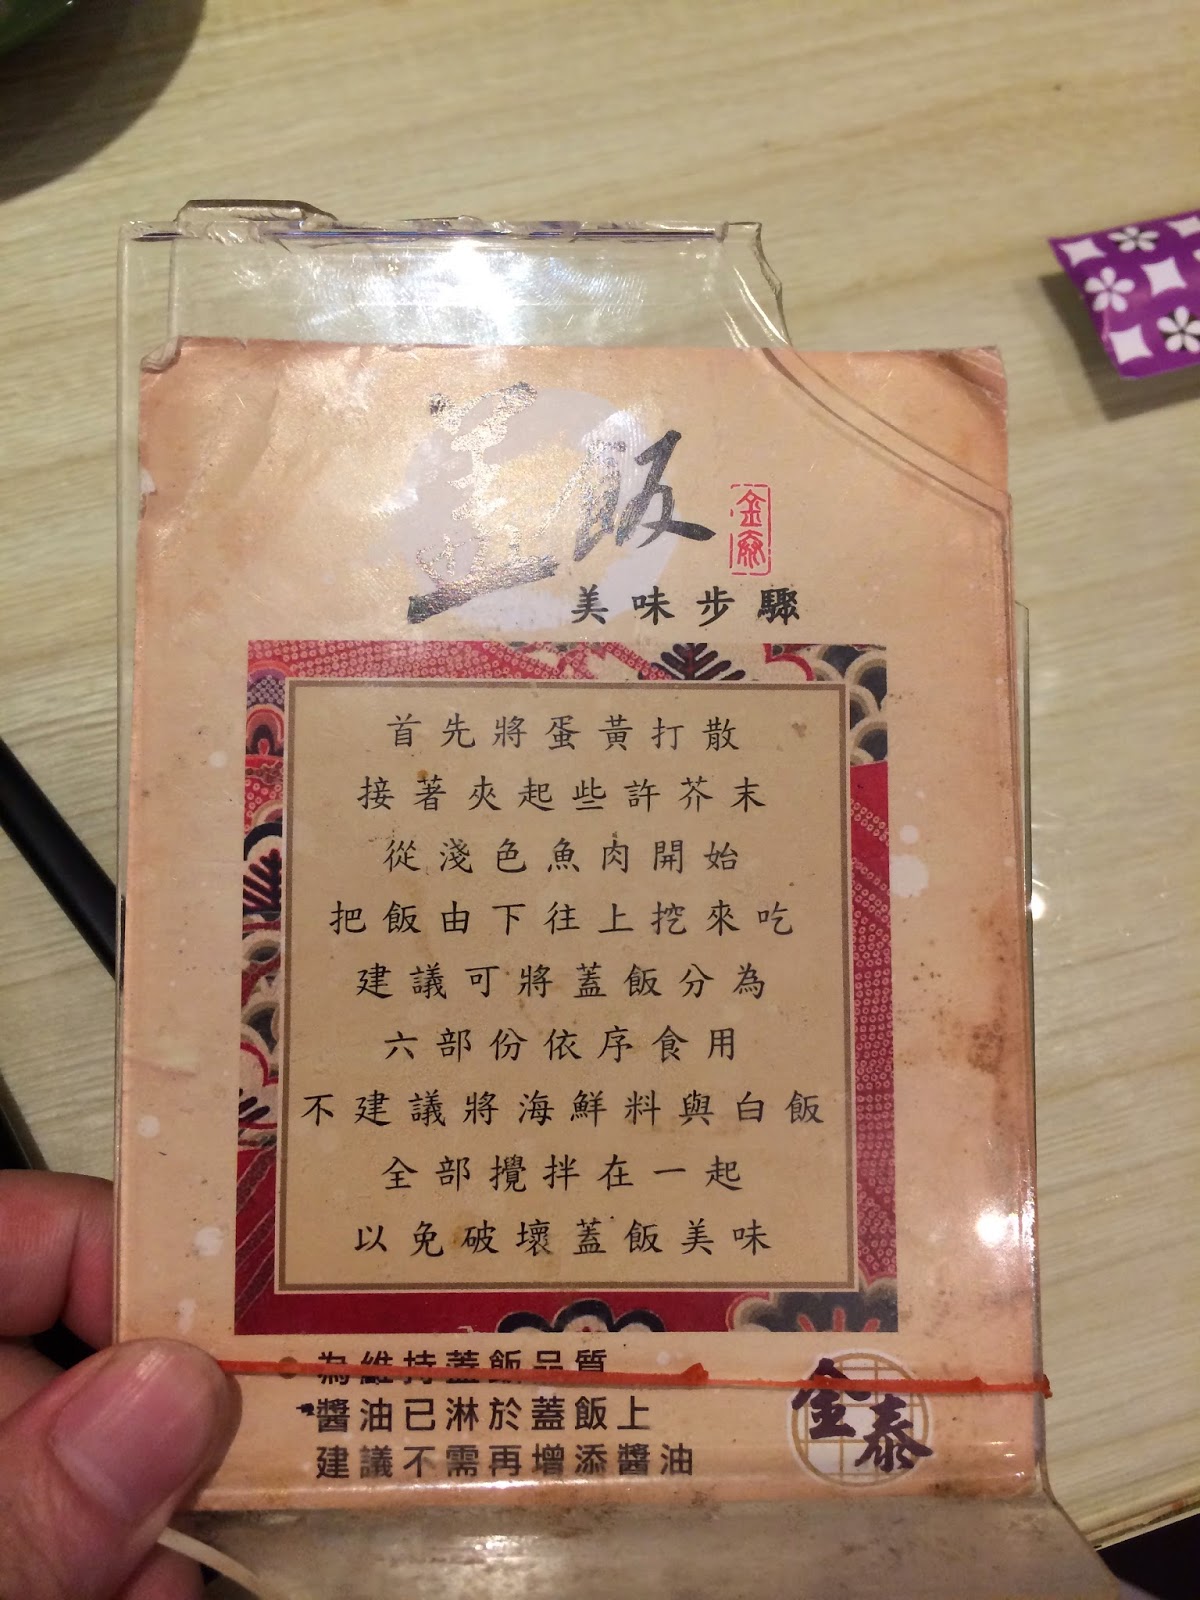 蓋飯
金泰
美味步驟
首先將蛋黃打散
接著夾起些許芥末
從淺色魚肉開始
把飯由下往上挖來吃
建議可將蓋飯分為
六部份依序食用
不建議將海鮮料與白飯
全部攪拌在一起
以免破壞蓋飯美味
為維持蓋飯品質
醬油已淋於蓋飯上
建議不需再增添醬油
金泰